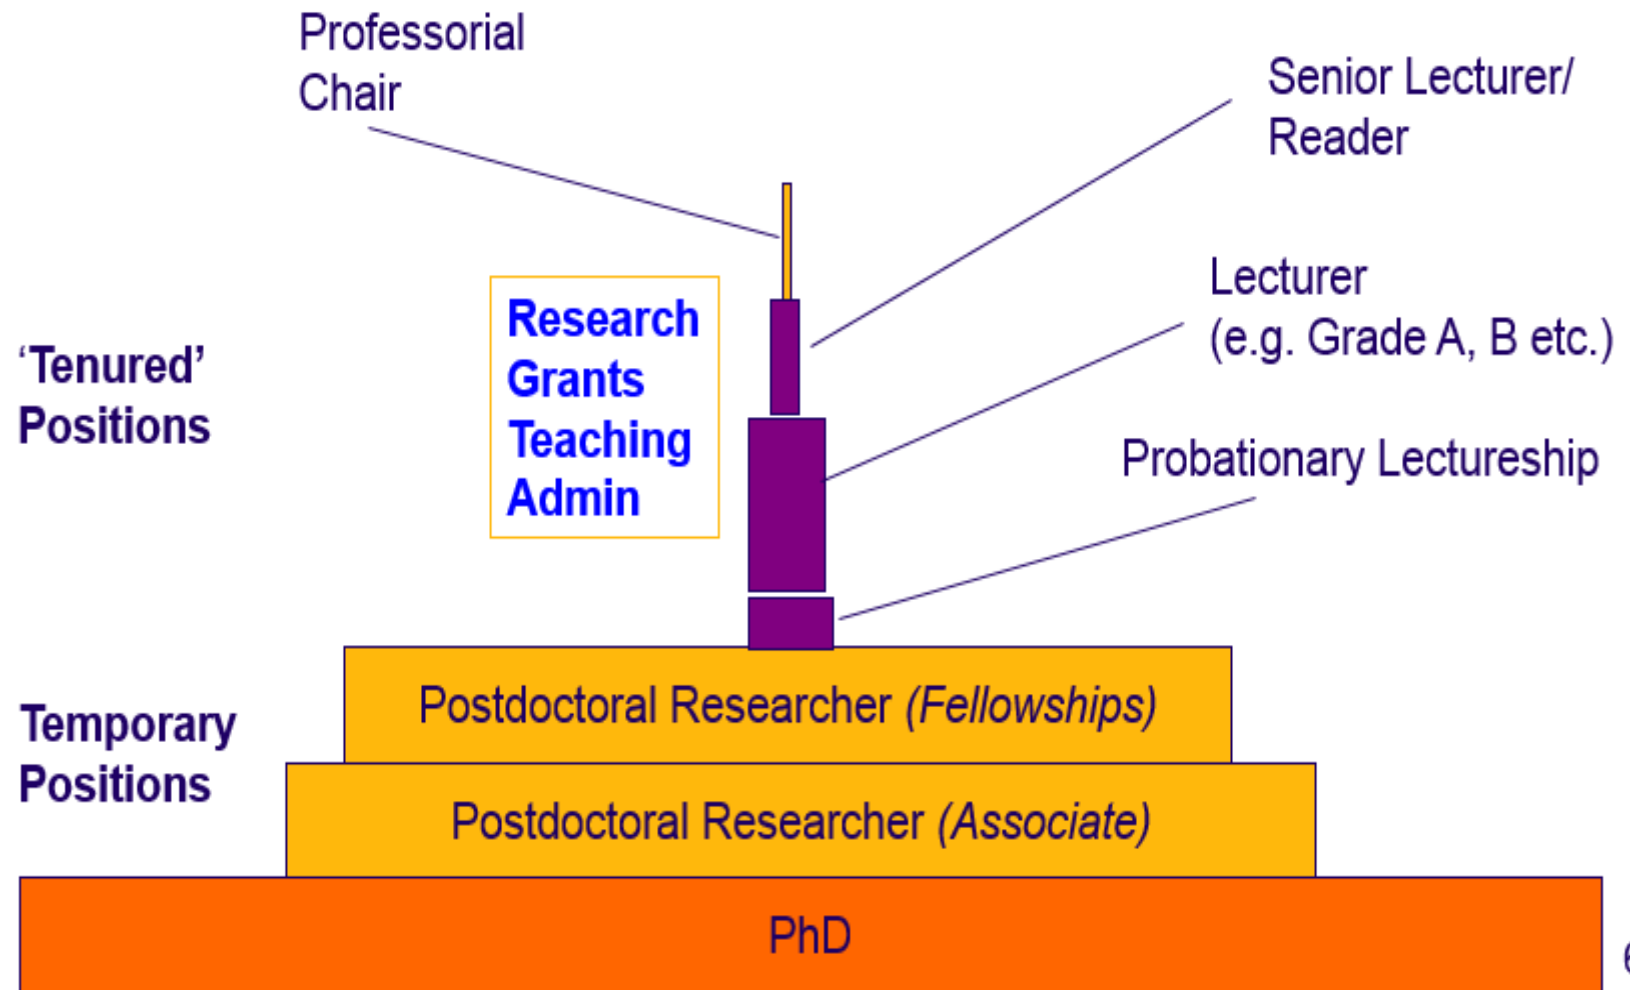 Professorial
Chair
Senior Lecturer/
Reader
Lecturer
(e.g. Grade A, B etc.)
Probationary Lectureship
‘Tenured’
Positions
Research
Grants
Teaching
Admin
Temporary
Positions
Postdoctoral Researcher (Fellowships)
Postdoctoral Researcher (Associate)
PhD